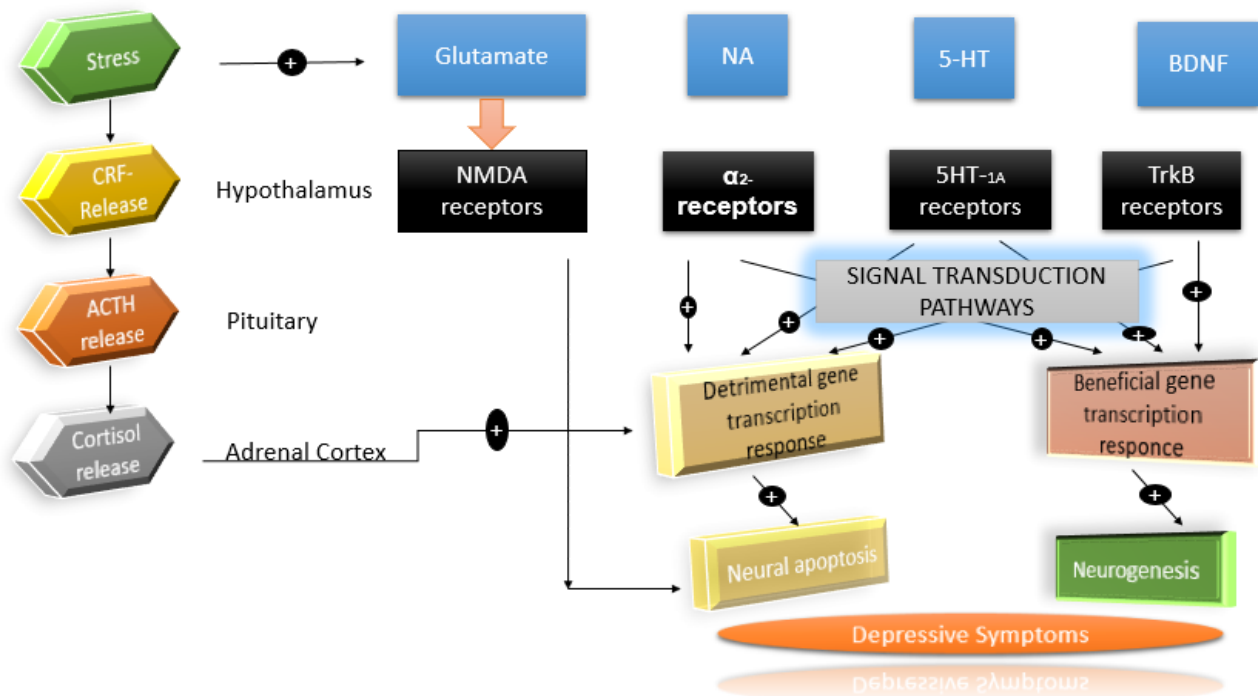 Stress
+
Glutamate
NA
5-HT
BDNF
CRF-
Release
Hypothalamus
NMDA
receptors
α2-
receptors
5HT-1A
receptors
TrkB
receptors
ACTH
release
Pituitary
SIGNAL TRANSDUCTION
PATHWAYS
+
+
+
+
+
+
Cortisol
release
Adrenal Cortex
+
Detrimental gene
transcription
response
Beneficial gene
transcription
responce
+
+
Neural apoptosis
Neurogenesis
Depressive Symptoms